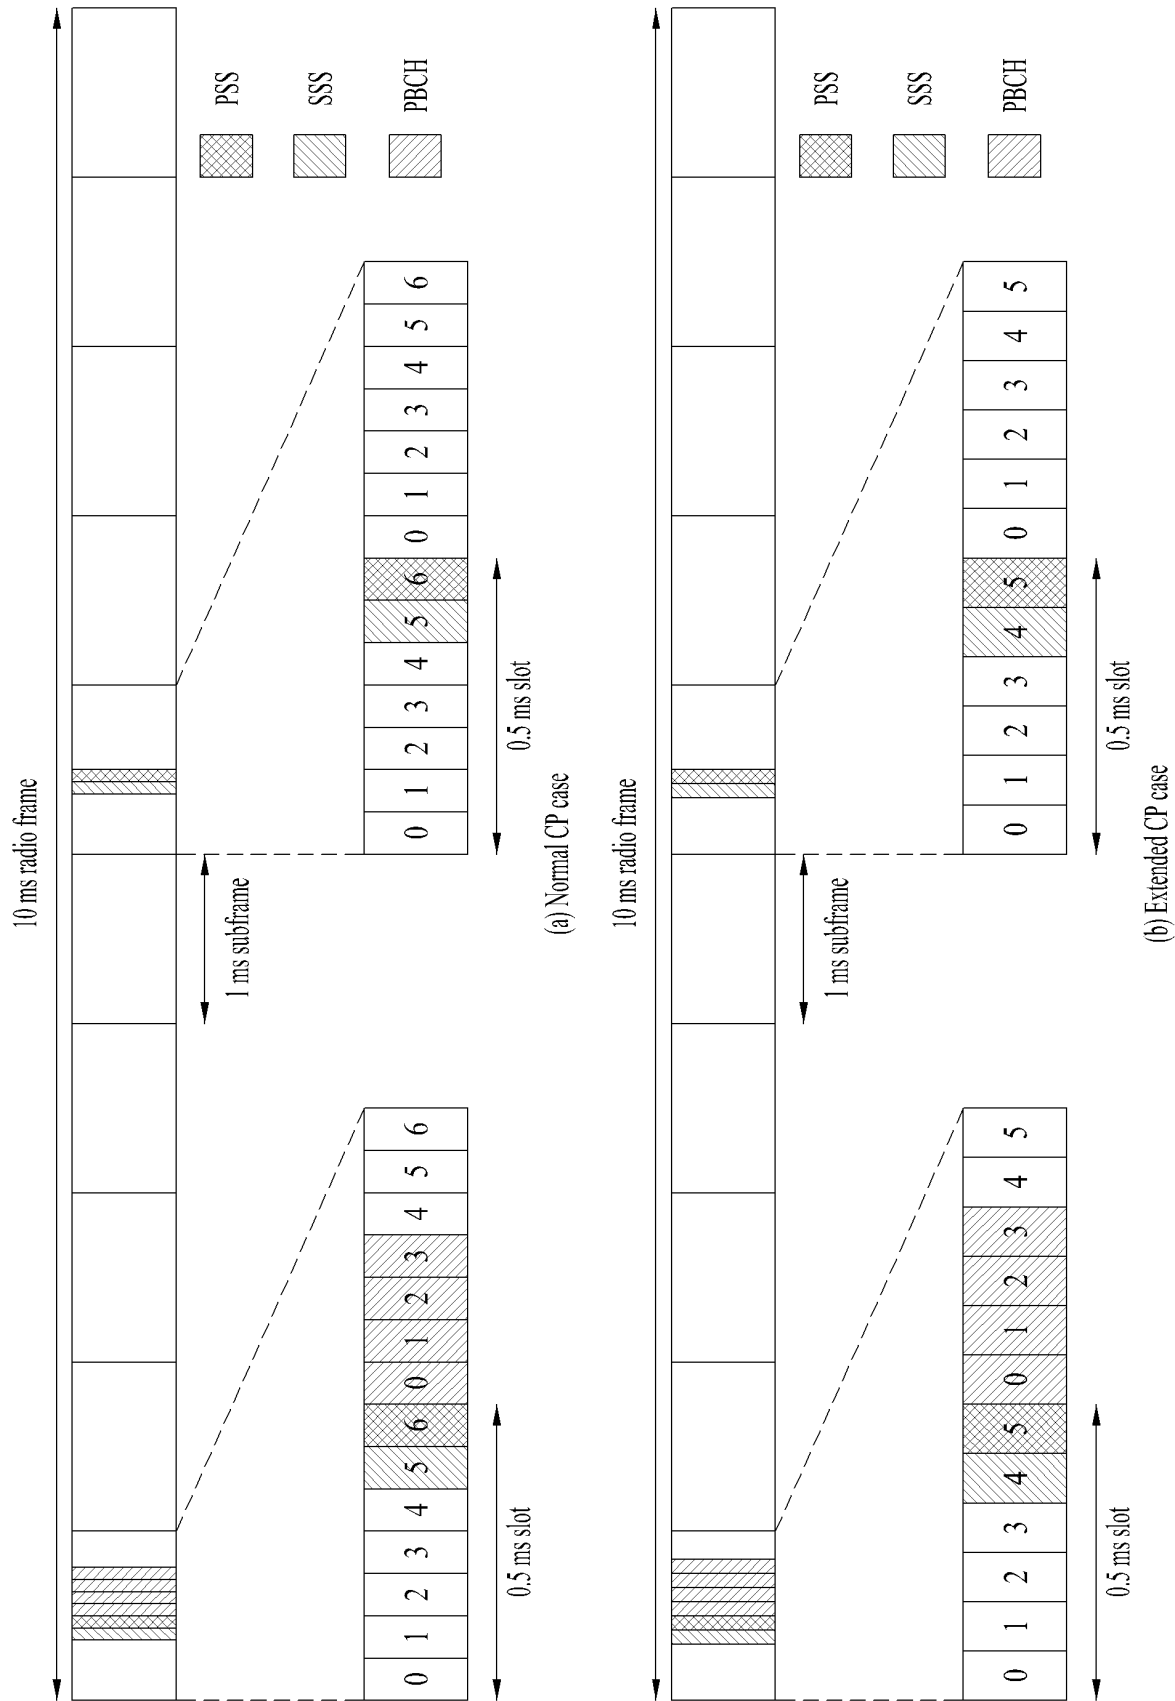 10 ms radio frame
1 ms subframe
PSS
SSS
PBCH
0 1 2 3 4 5 6 0 1 2 3 4 5 6
0 1 2 3 4 5 6 0 1 2 3 4 5 6
0.5 ms slot
0.5 ms slot
(a) Normal CP case
10 ms radio frame
1 ms subframe
PSS
SSS
PBCH
0 1 2 3 4 5 0 1 2 3 4 5
0 1 2 3 4 5 0 1 2 3 4 5
0.5 ms slot
0.5 ms slot
(b) Extended CP case